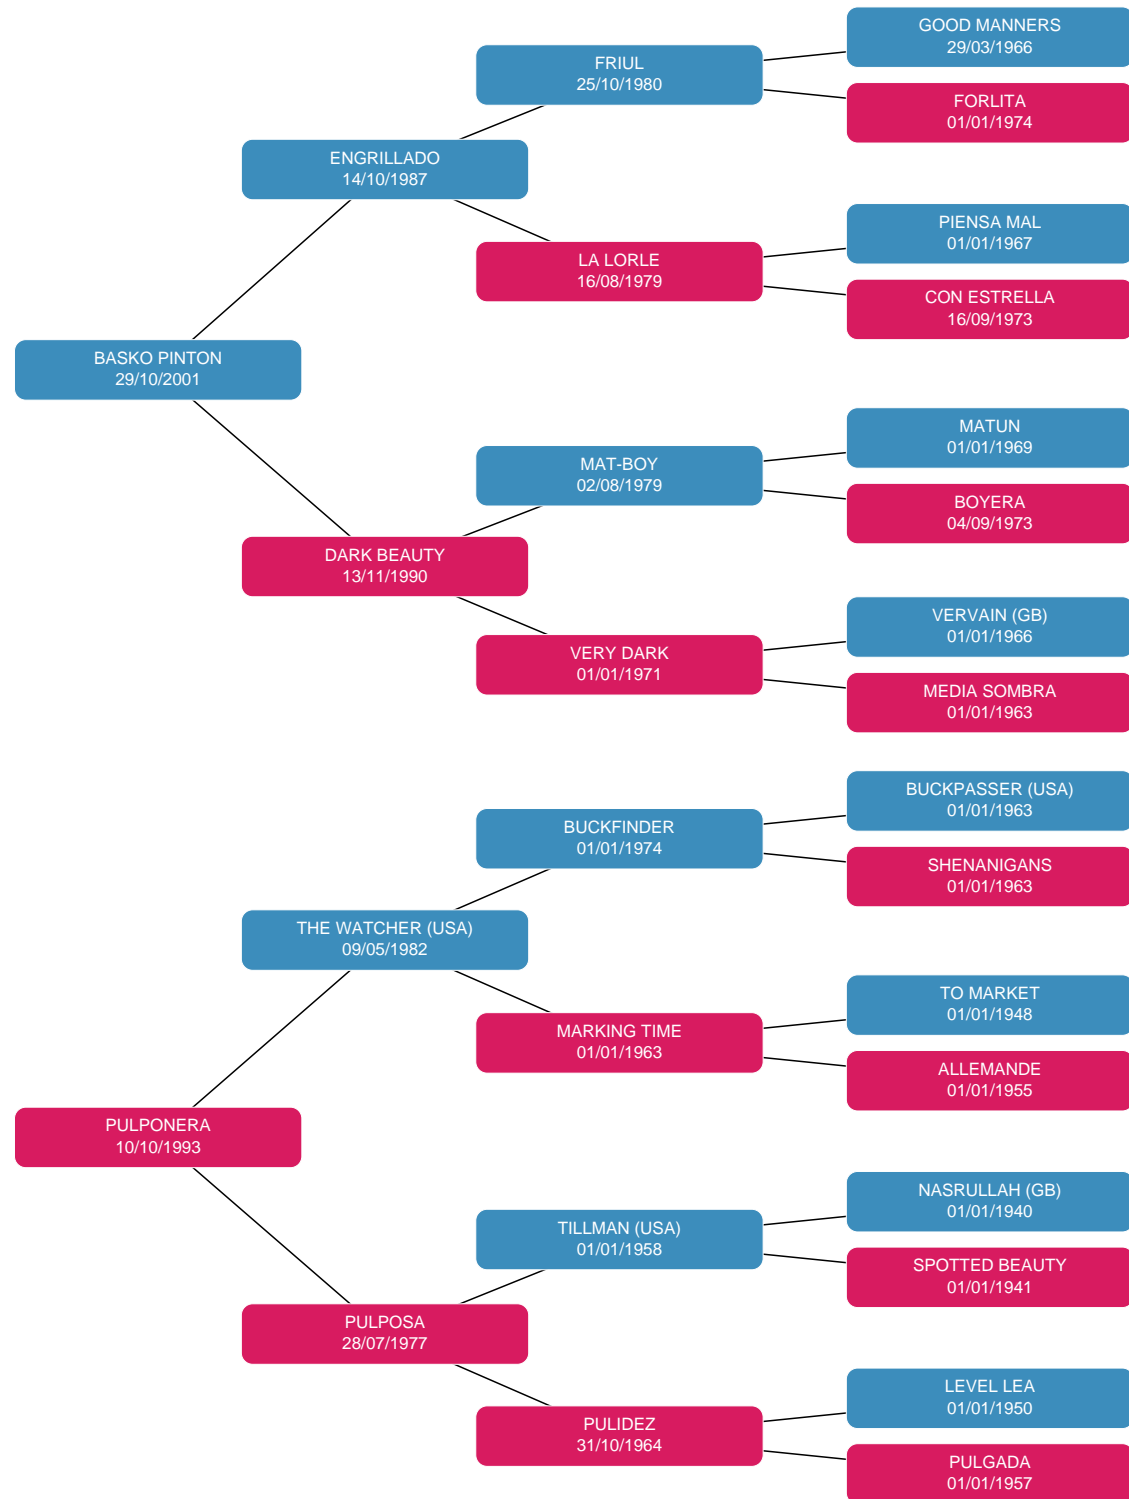 GOOD MANNERS
29/03/1966
FRIUL
25/10/1980
FORLITA
01/01/1974
ENGRILLADO
14/10/1987
PIENSA MAL
01/01/1967
LA LORLE
16/08/1979
CON ESTRELLA
16/09/1973
BASKO PINTON
29/10/2001
MATUN
01/01/1969
MAT-BOY
02/08/1979
BOYERA
04/09/1973
DARK BEAUTY
13/11/1990
VERVAIN (GB)
01/01/1966
VERY DARK
01/01/1971
MEDIA SOMBRA
01/01/1963
BUCKPASSER (USA)
01/01/1963
BUCKFINDER
01/01/1974
SHENANIGANS
01/01/1963
THE WATCHER (USA)
09/05/1982
TO MARKET
01/01/1948
MARKING TIME
01/01/1963
ALLEMANDE
01/01/1955
PULPONERA
10/10/1993
NASRULLAH (GB)
01/01/1940
TILLMAN (USA)
01/01/1958
SPOTTED BEAUTY
01/01/1941
PULPOSA
28/07/1977
LEVEL LEA
01/01/1950
PULIDEZ
31/10/1964
PULGADA
01/01/1957